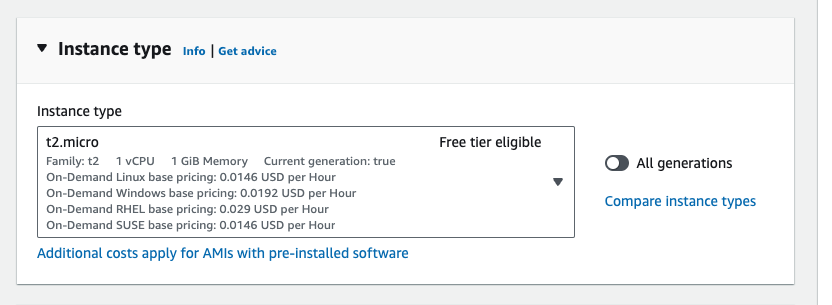 Instance type Info | Get advice
Instance type
t2.micro Free tier eligible
Family: t2 1 vCPU 1 GiB Memory Current generation: true
On-Demand Linux base pricing: 0.0146 USD per Hour
On-Demand Windows base pricing: 0.0192 USD per Hour
On-Demand RHEL base pricing: 0.029 USD per Hour
On-Demand SUSE base pricing: 0.0146 USD per Hour
All generations
Compare instance types
Additional costs apply for AMIs with pre-installed software